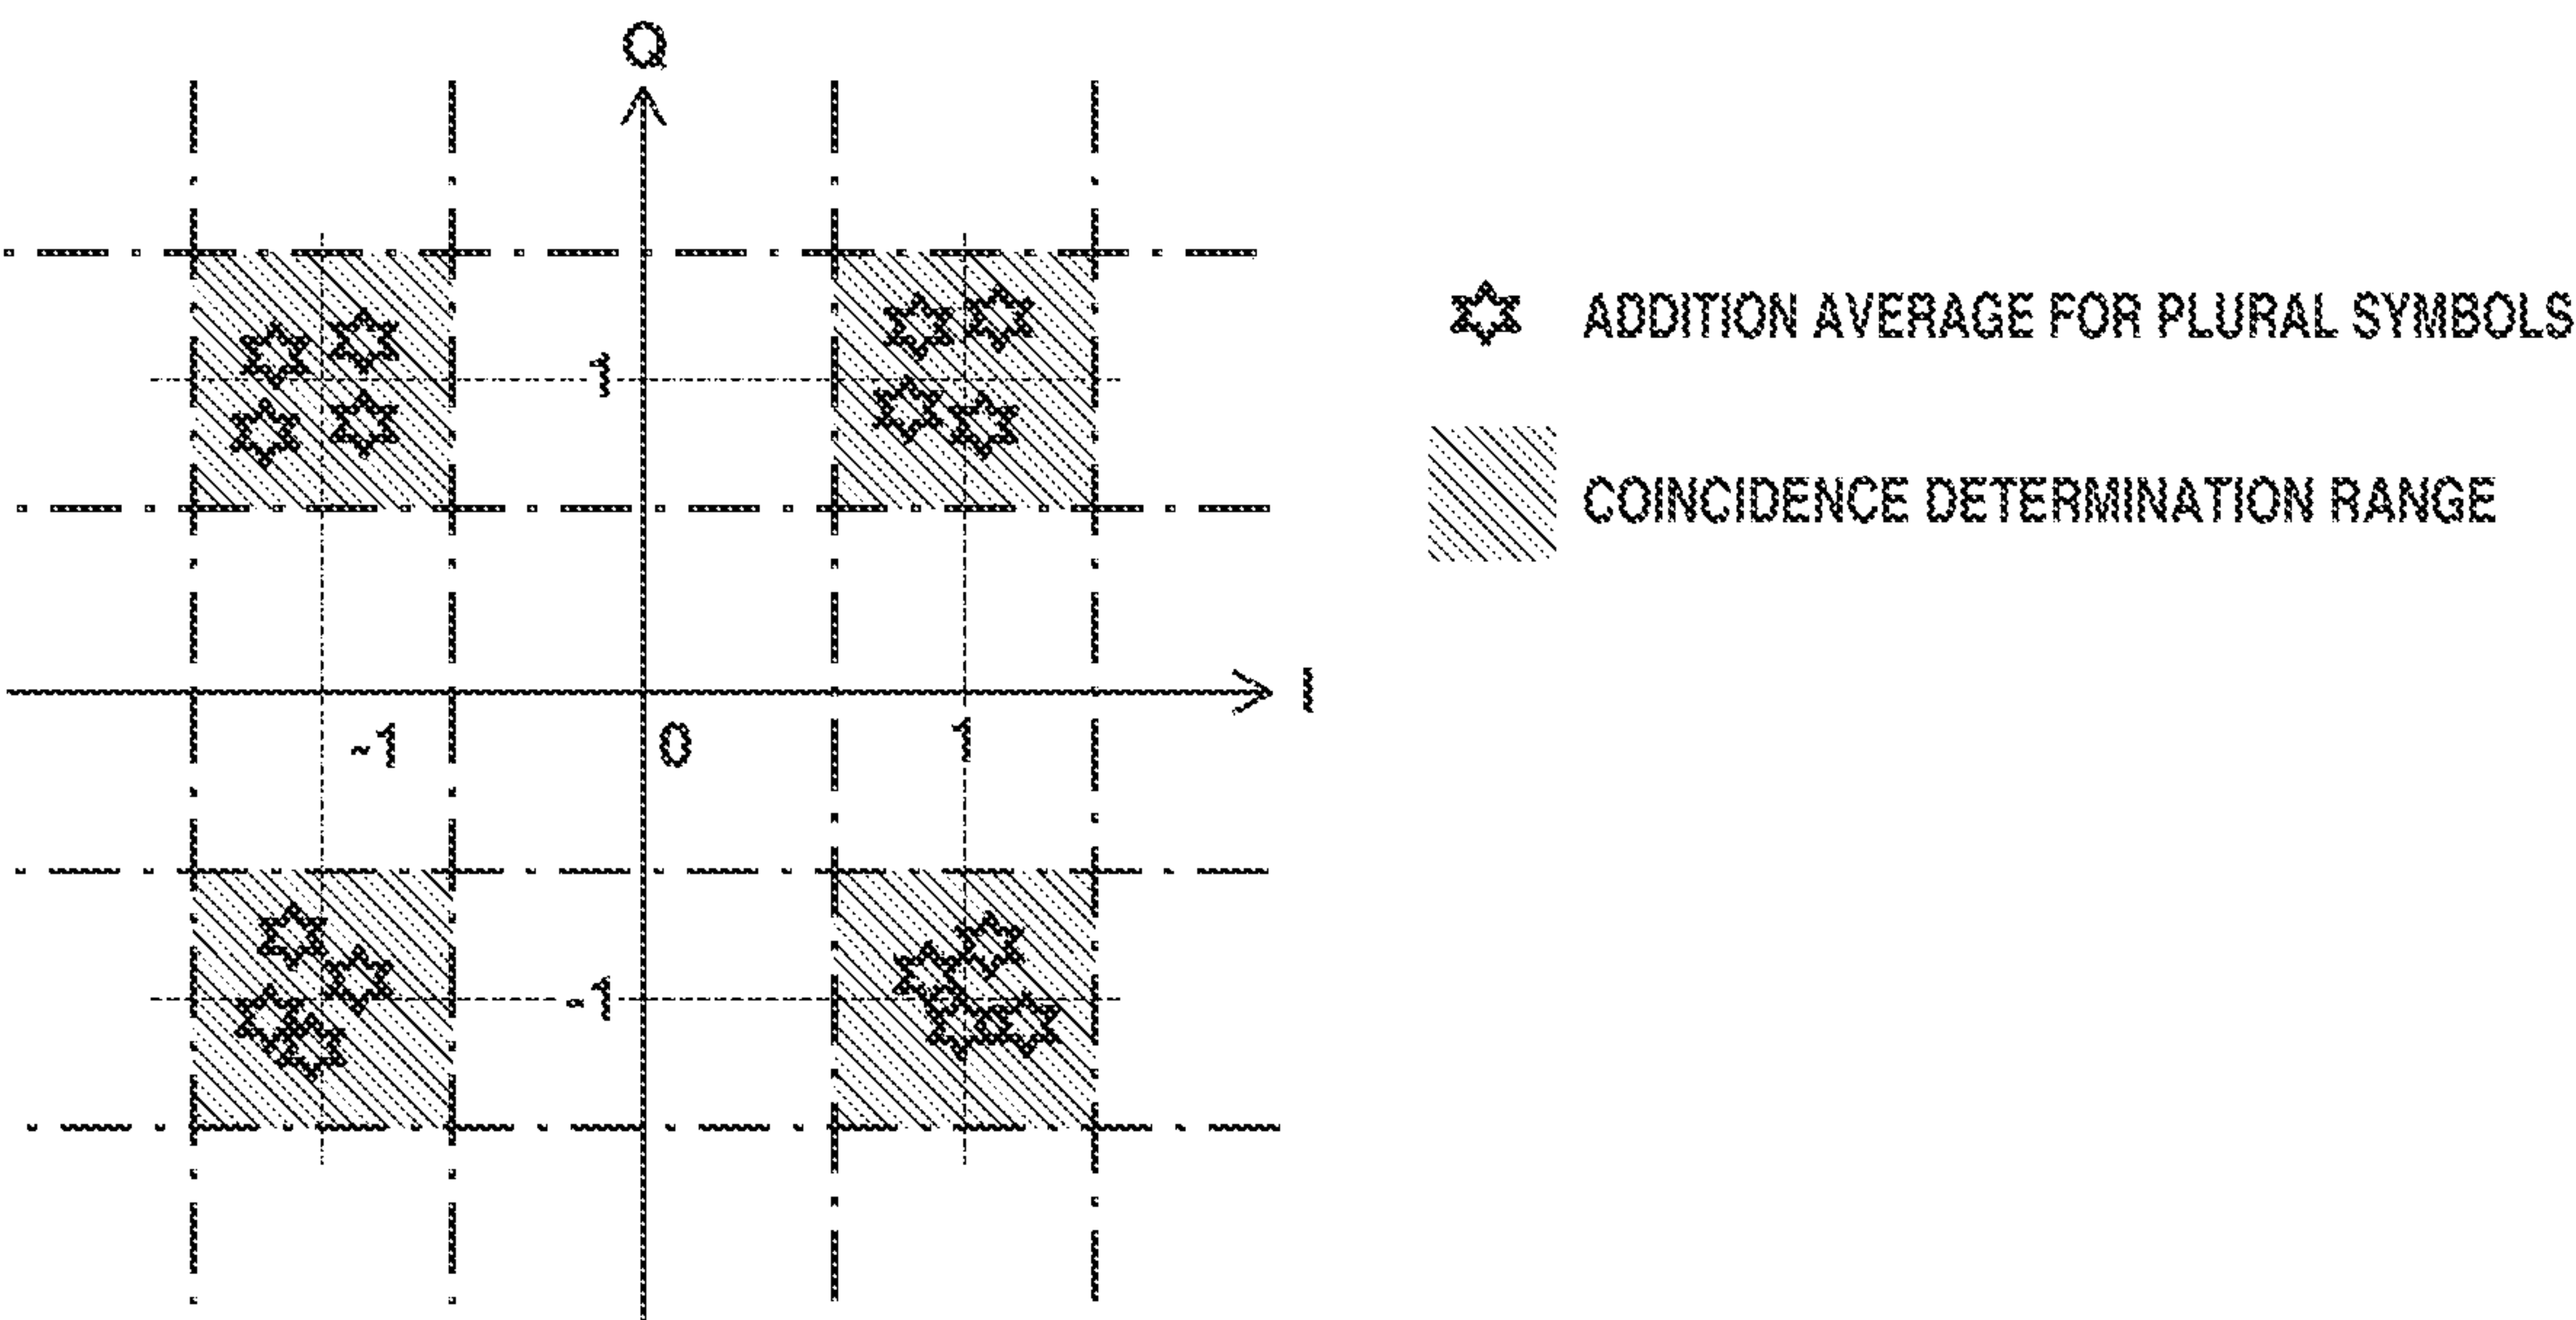 Q
1
ADDITION AVERAGE FOR PLURAL SYMBOLS
COINCIDENCE DETERMINATION RANGE
I
-1 0 1
-1